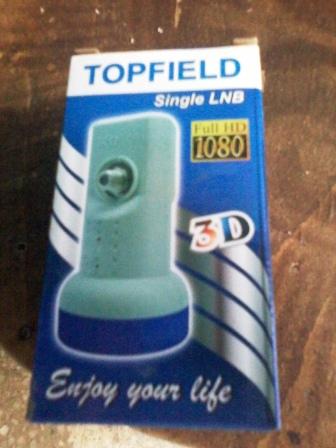 TOPFIELD
Single LNB
Full HD
1080
3D
Enjoy your life